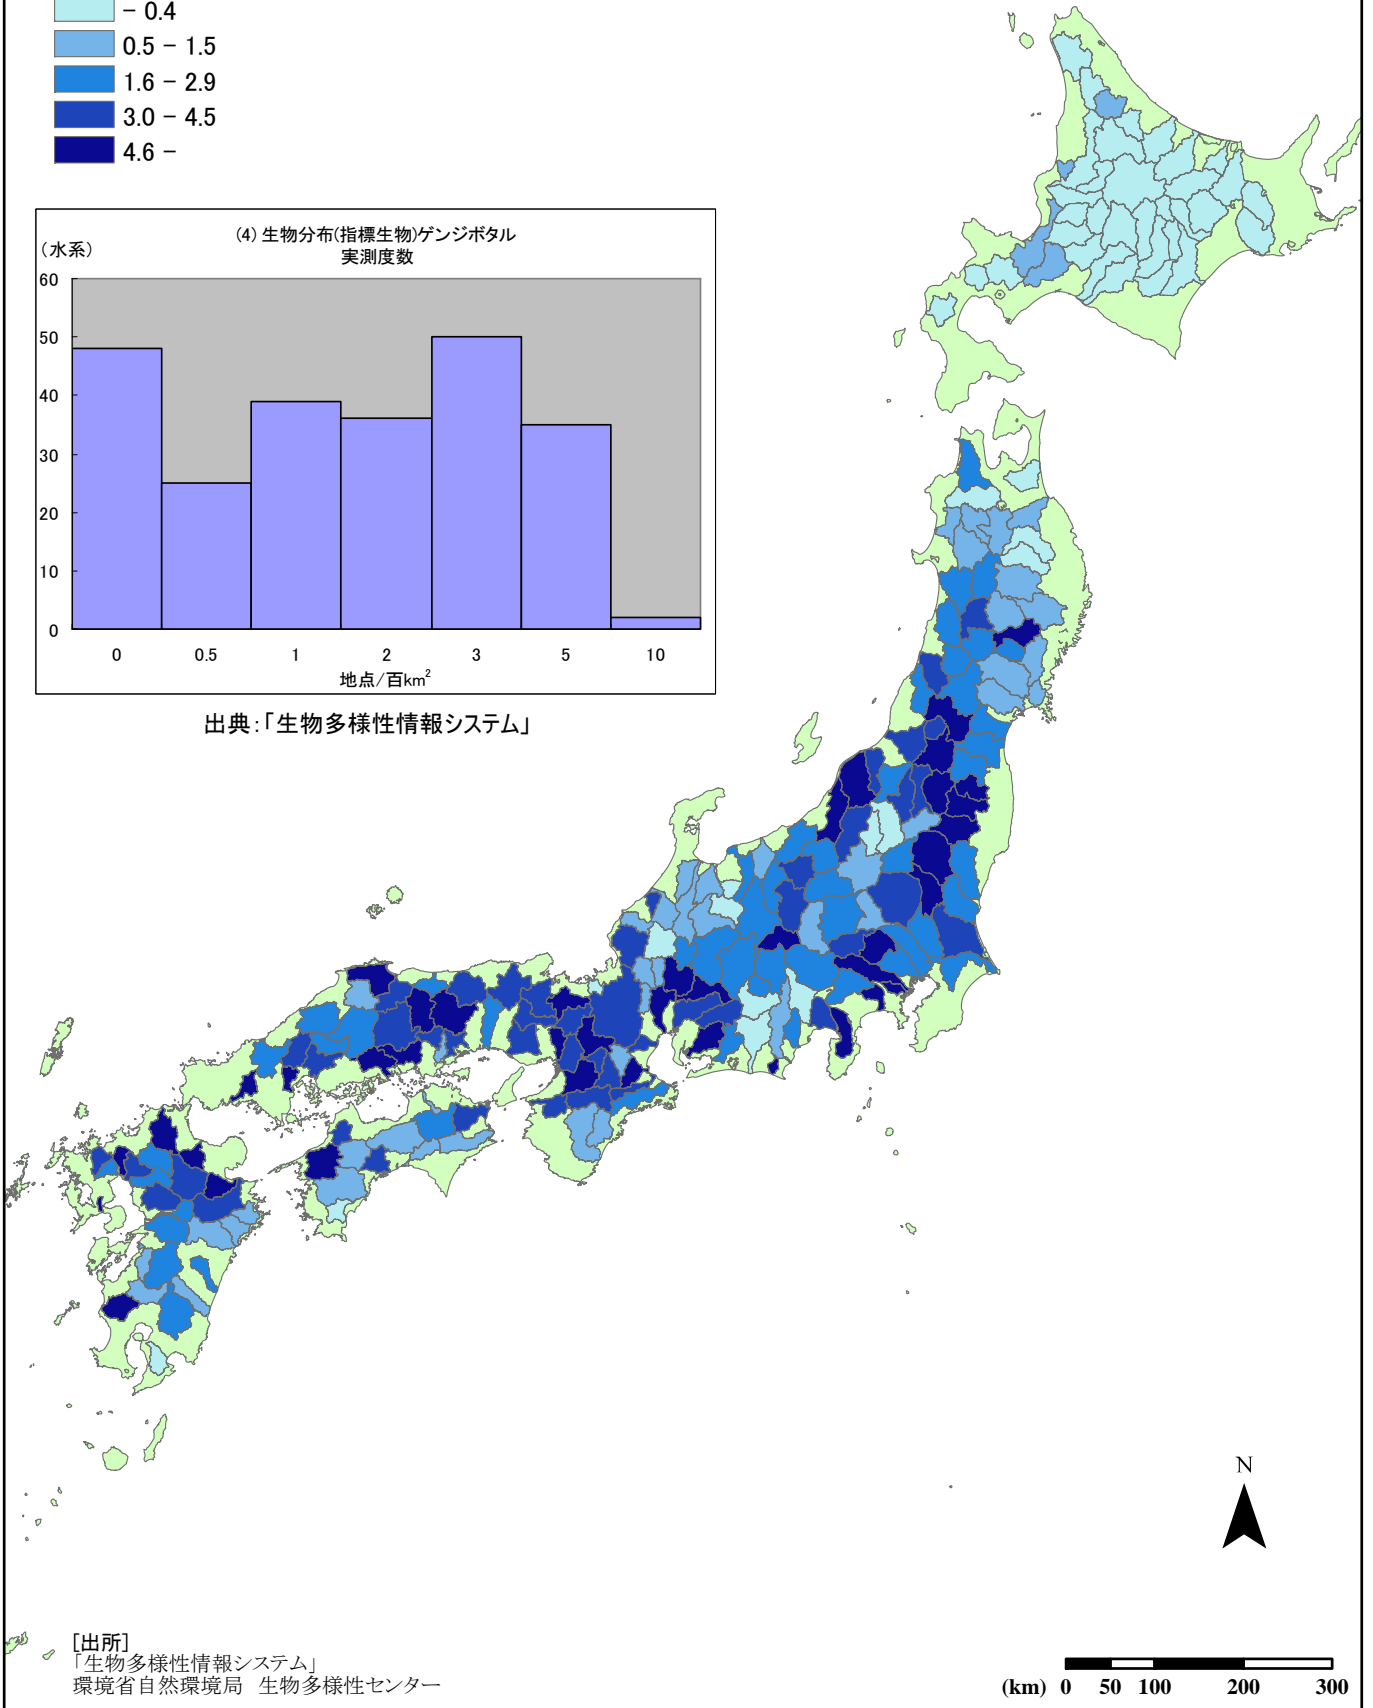 - 0.4
0.5 - 1.5
1.6 - 2.9
3.0 - 4.5
4.6 -
(4) 生物分布(指標生物)ゲンジボタル
実測度数
(水系)
60
50
40
30
20
10
0
0 0.5 1 2 3 5 10
地点/百km²
出典:「生物多様性情報システム」
N
[出所]
「生物多様性情報システム」
環境省自然環境局 生物多様性センター
(km) 0 50 100 200 300